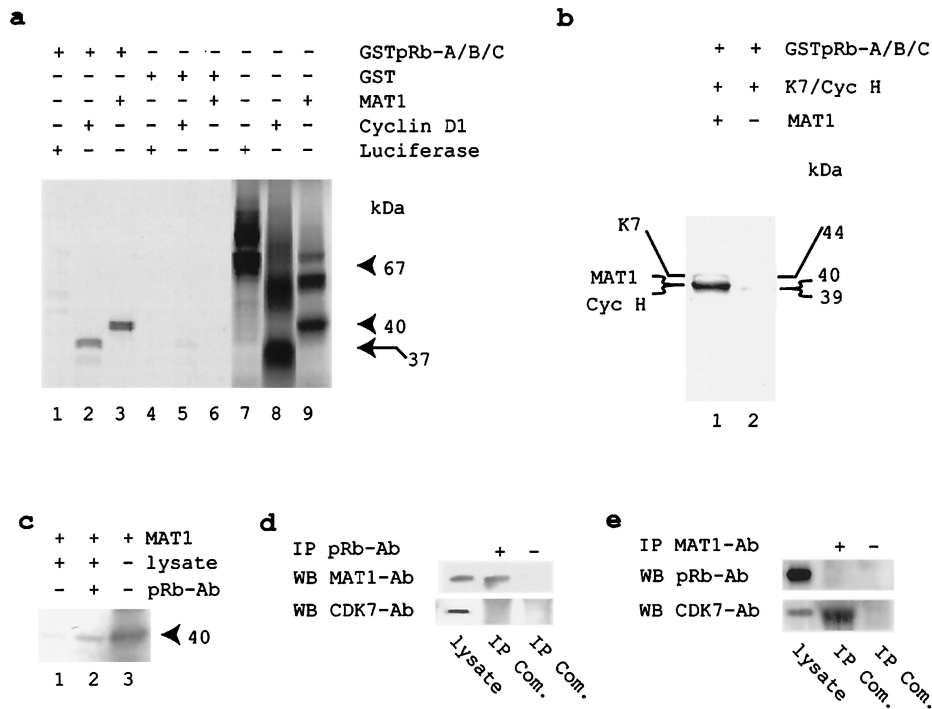 a
+ + + - - - - - - GSTpRb-A/B/C
- - - + + + - - - GST
- - + - - + - - + MAT1
- + - - + - - + - Cyclin D1
+ - - + - - + - - Luciferase
kDa
67
40
37
1 2 3 4 5 6 7 8 9
b
+ + GSTpRb-A/B/C
+ + K7/Cyc H
+ - MAT1
kDa
K7
MAT1
Cyc H
44
40
39
1 2
c
+ + + MAT1
+ + - lysate
- + - pRb-Ab
40
1 2 3
d
IP pRb-Ab + -
WB MAT1-Ab
WB CDK7-Ab
lysate
IP Com.
IP Com.
e
IP MAT1-Ab + -
WB pRb-Ab
WB CDK7-Ab
lysate
IP Com.
IP Com.